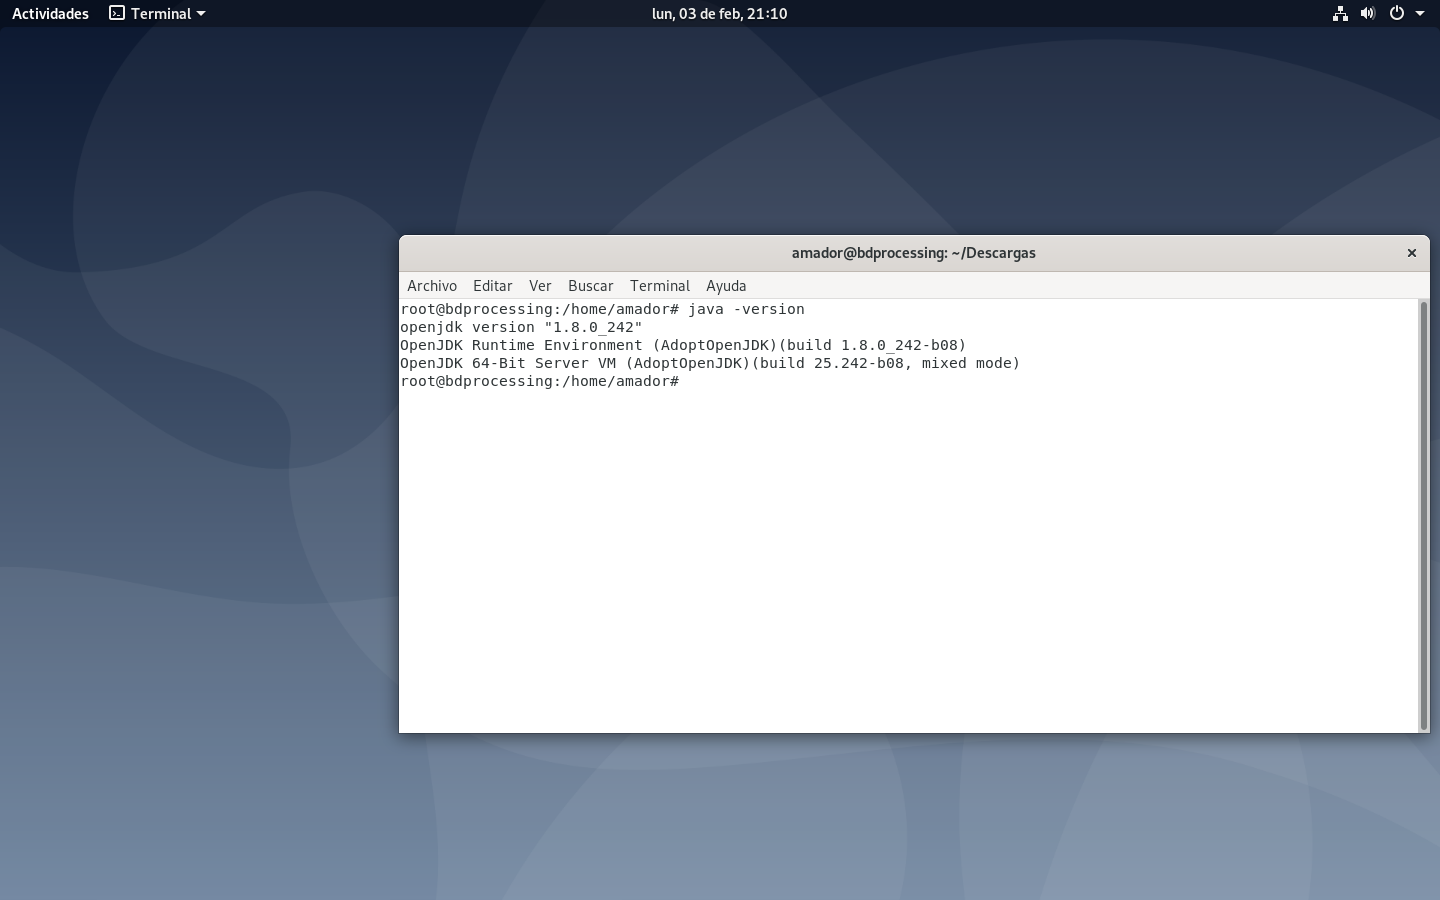 Actividades
Terminal
lun, 03 de feb, 21:10
amador@bdprocessing: ~/Descargas
Archivo Editar Ver Buscar Terminal Ayuda
root@bdprocessing:/home/amador# java -version
openjdk version "1.8.0_242"
OpenJDK Runtime Environment (AdoptOpenJDK)(build 1.8.0_242-b08)
OpenJDK 64-Bit Server VM (AdoptOpenJDK)(build 25.242-b08, mixed mode)
root@bdprocessing:/home/amador#